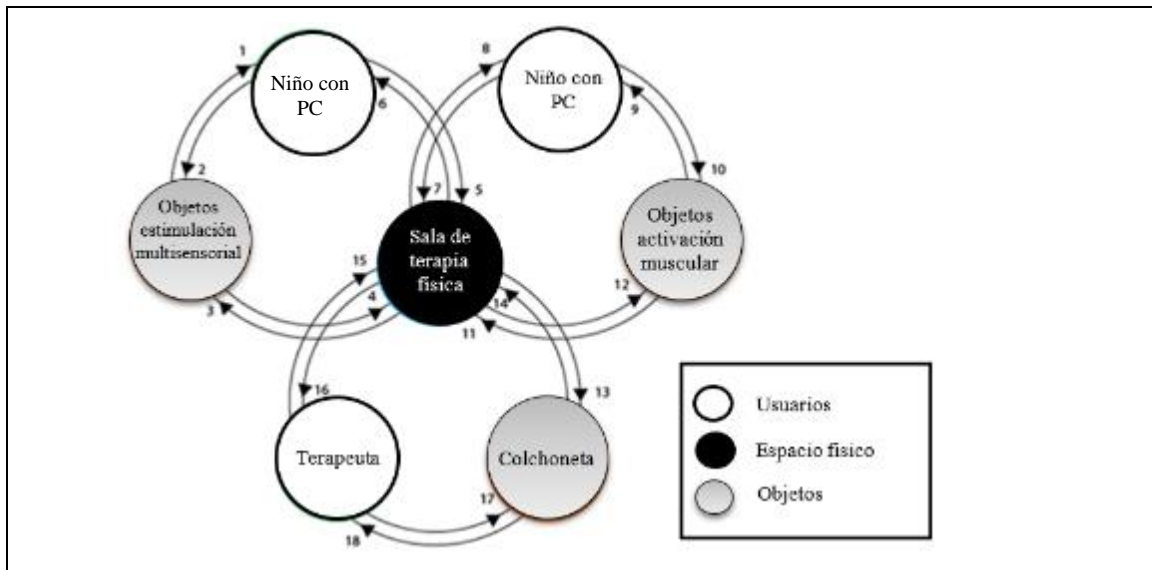 1
8
Niño con
PC
Niño con
PC
6
9
2
7
5
10
Objetos
estimulación
multisensorial
Sala de
terapia
física
Objetos
activación
muscular
15
4
3
14
12
11
16
13
Terapeuta
Colchoneta
17
18
Usuarios
Espacio físico
Objetos